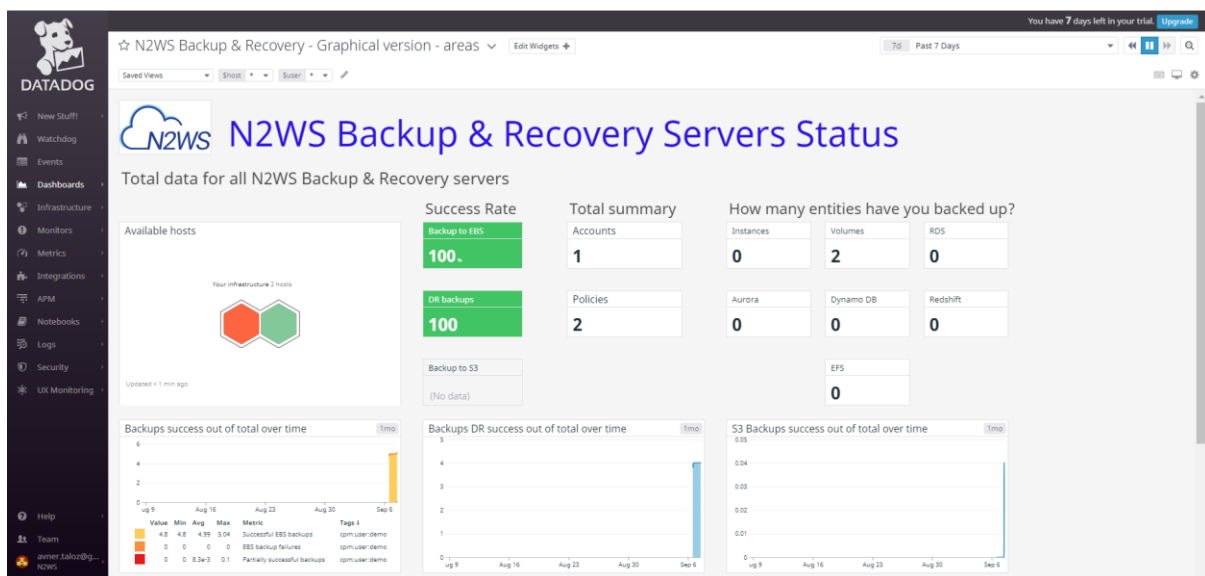 You have 7 days left in your trial. Upgrade
DATADOG
New Stuff!
Watchdog
Events
Dashboards
Infrastructure
Monitors
Metrics
Integrations
APM
Notebooks
Logs
Security
UX Monitoring
Help
Team
avner.taloz@g...
N2WS
N2WS Backup & Recovery - Graphical version - areas
Edit Widgets +
7d Past 7 Days
Saved Views
$host *
$user *
N2WS
N2WS Backup & Recovery Servers Status
Total data for all N2WS Backup & Recovery servers
Available hosts
Your infrastructure 2 hosts
Updated < 1 min ago
Success Rate
Backup to EBS
100%
DR backups
100
Backup to S3
(No data)
Total summary
Accounts
1
Policies
2
How many entities have you backed up?
Instances Volumes RDS
0 2 0
Aurora Dynamo DB Redshift
0 0 0
EFS
0
Backups success out of total over time 1mo
6
4
2
0
ug 9 Aug 16 Aug 23 Aug 30 Sep 6
Value Min Avg Max Metric Tags
4.8 4.8 4.99 5.04 Successful EBS backups cpm:user:demo
0 0 0 0 EBS backup failures cpm:user:demo
0 0 8.3e-3 0.1 Partially successful backups cpm:user:demo
Backups DR success out of total over time 1mo
5
4
3
2
1
0
ug 9 Aug 16 Aug 23 Aug 30 Sep 6
S3 Backups success out of total over time 1mo
0.05
0.04
0.03
0.02
0.01
0
ug 9 Aug 16 Aug 23 Aug 30 Sep 6